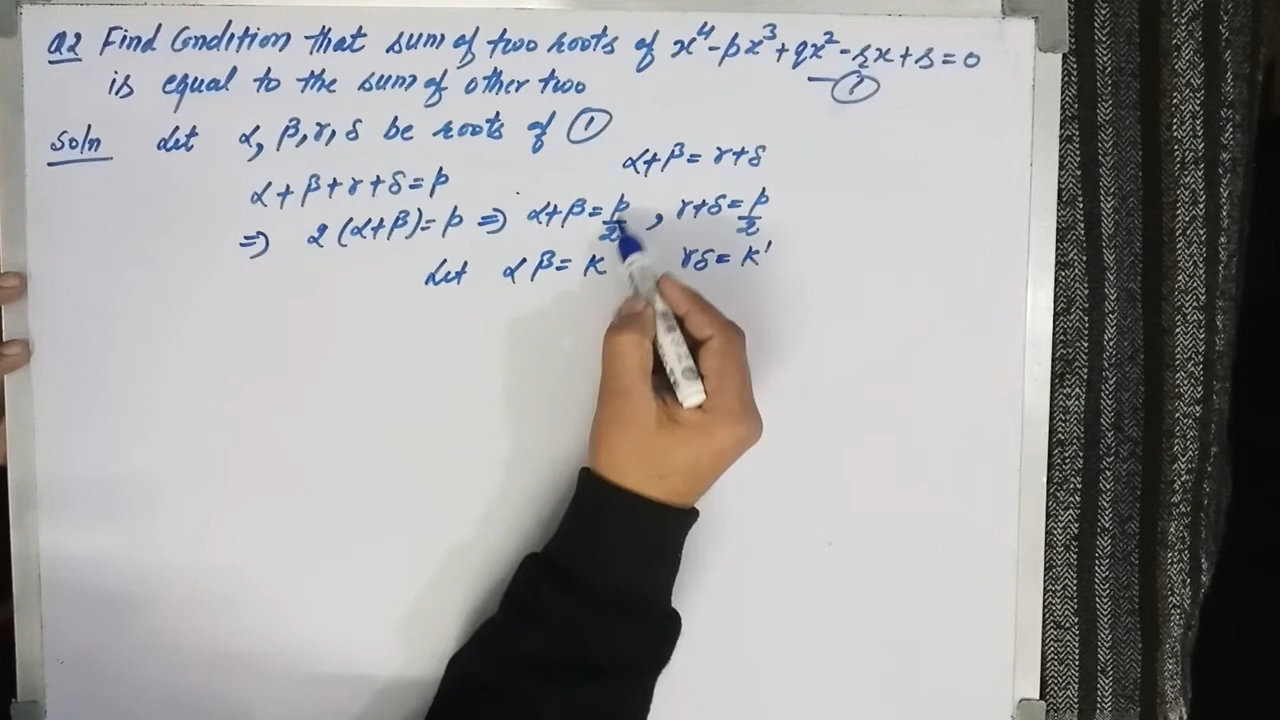 Q2 Find Condition that sum of two roots of x⁴-px³+qx²-rx+s=0
—①
is equal to the sum of other two
Soln Let α, β, γ, δ be roots of ①
α+β=γ+δ
α+β+γ+δ=p
⇒ 2(α+β)=p ⇒ α+β=p/2, γ+δ=p/2
Let αβ=K γδ=K'